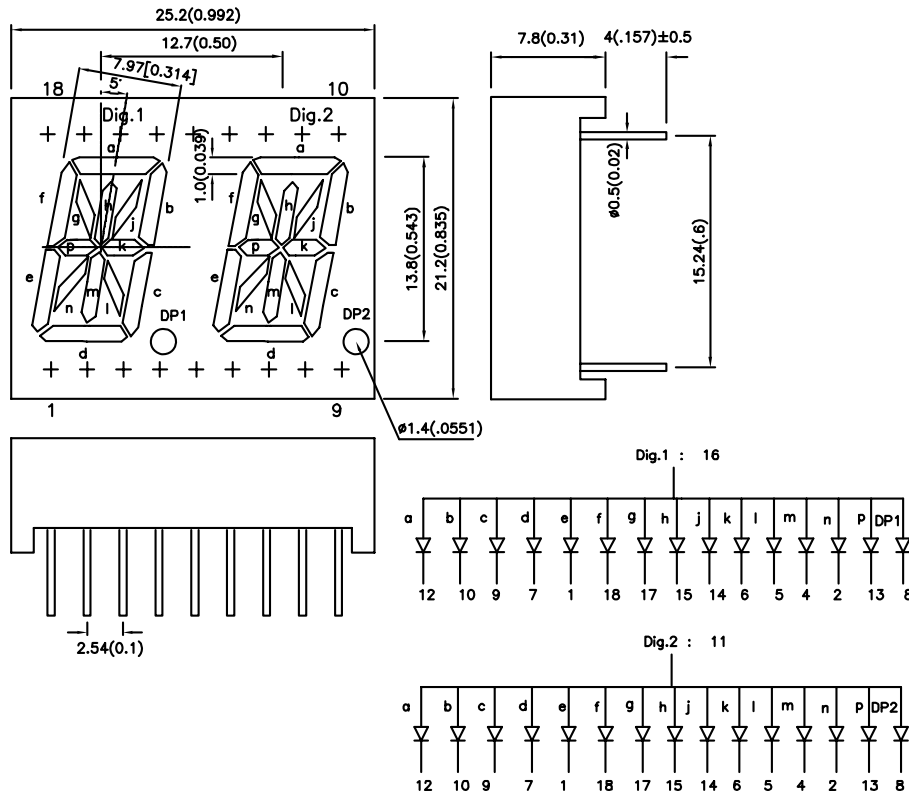 25.2(0.992)
12.7(0.50)
7.97[0.314]
5°
18
10
Dig.1
Dig.2
a
a
1.0(0.039)
f
b
g
h
j
p
k
e
c
n
m
l
d
DP1
f
b
g
h
j
p
k
e
c
n
m
l
d
DP2
13.8(0.543)
21.2(0.835)
1
9
ø1.4(.0551)
7.8(0.31)
4(.157)±0.5
ø0.5(0.02)
15.24(.6)
2.54(0.1)
Dig.1 : 16
a b c d e f g h j k l m n p DP1
12 10 9 7 1 18 17 15 14 6 5 4 2 13 8
Dig.2 : 11
a b c d e f g h j k l m n p DP2
12 10 9 7 1 18 17 15 14 6 5 4 2 13 8